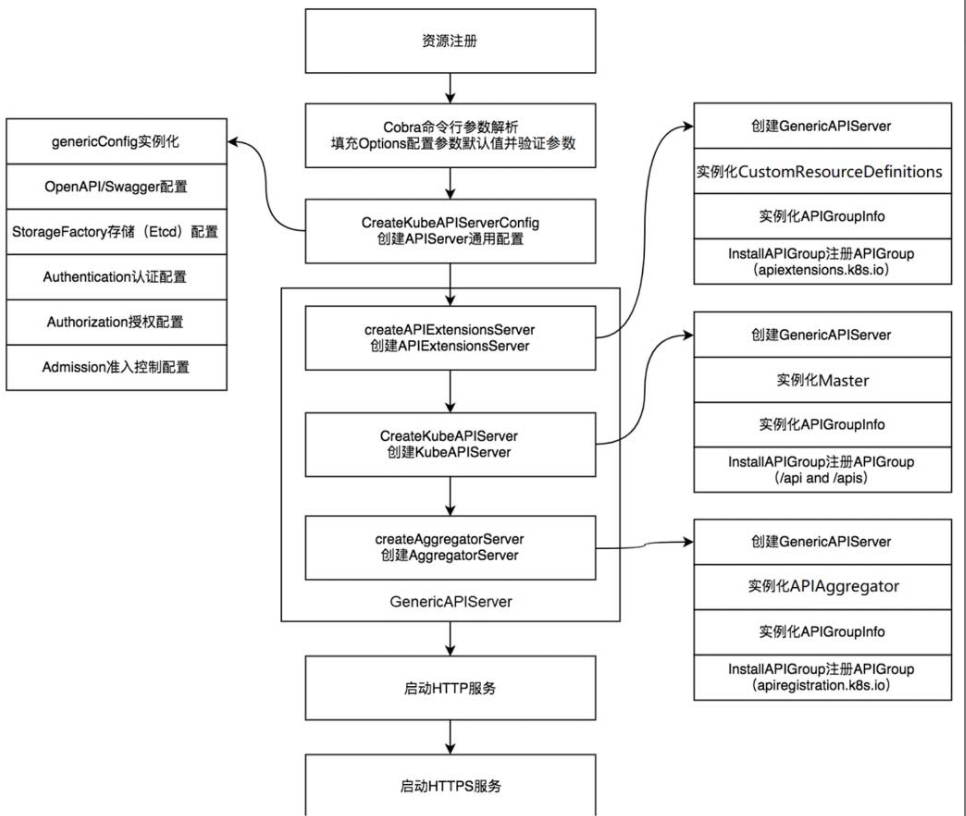 资源注册
Cobra命令行参数解析
填充Options配置参数默认值并验证参数
CreateKubeAPIServerConfig
创建APIServer通用配置
genericConfig实例化
OpenAPI/Swagger配置
StorageFactory存储（Etcd）配置
Authentication认证配置
Authorization授权配置
Admission准入控制配置
createAPIExtensionsServer
创建APIExtensionsServer
CreateKubeAPIServer
创建KubeAPIServer
createAggregatorServer
创建AggregatorServer
GenericAPIServer
启动HTTP服务
启动HTTPS服务
创建GenericAPIServer
实例化CustomResourceDefinitions
实例化APIGroupInfo
InstallAPIGroup注册APIGroup
（apiextensions.k8s.io）
创建GenericAPIServer
实例化Master
实例化APIGroupInfo
InstallAPIGroup注册APIGroup
（/api and /apis）
创建GenericAPIServer
实例化APIAggregator
实例化APIGroupInfo
InstallAPIGroup注册APIGroup
（apiregistration.k8s.io）